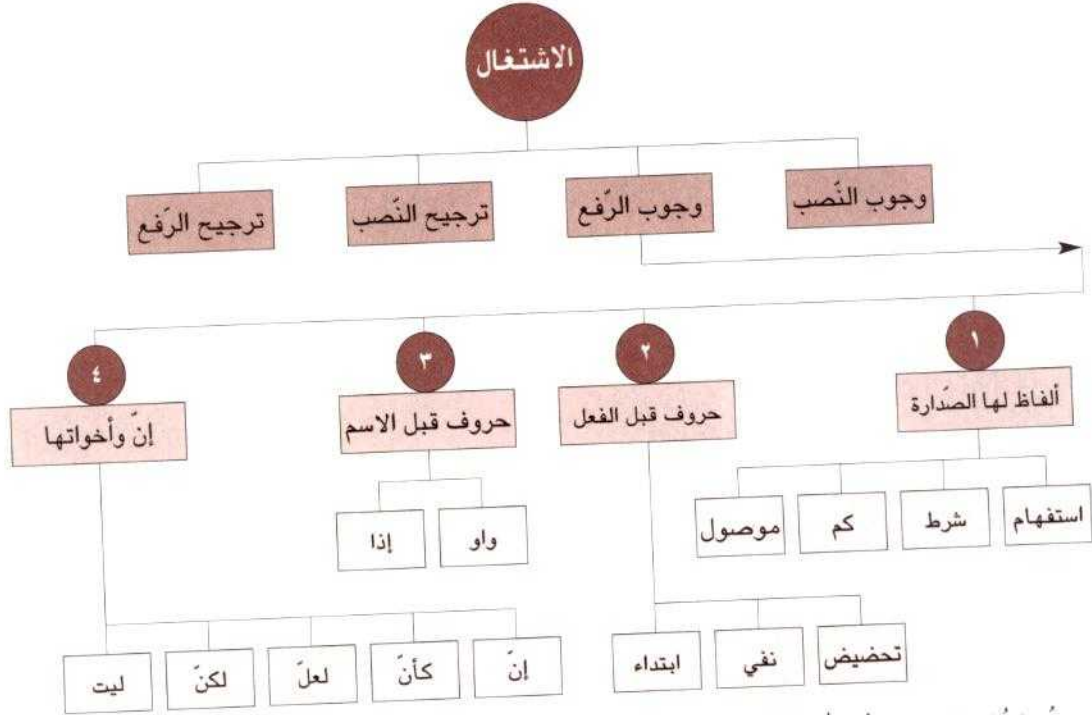 الاشتغال
وجوب النّصب
وجوب الرّفع
ترجيح النّصب
ترجيح الرّفع
١
ألفاظ لها الصّدارة
استفهام
شرط
كم
موصول
٢
حروف قبل الفعل
تحضيض
نفي
ابتداء
٣
حروف قبل الاسم
واو
إذا
٤
إنّ وأخواتها
إنّ
كأنّ
لعلّ
لكنّ
ليت